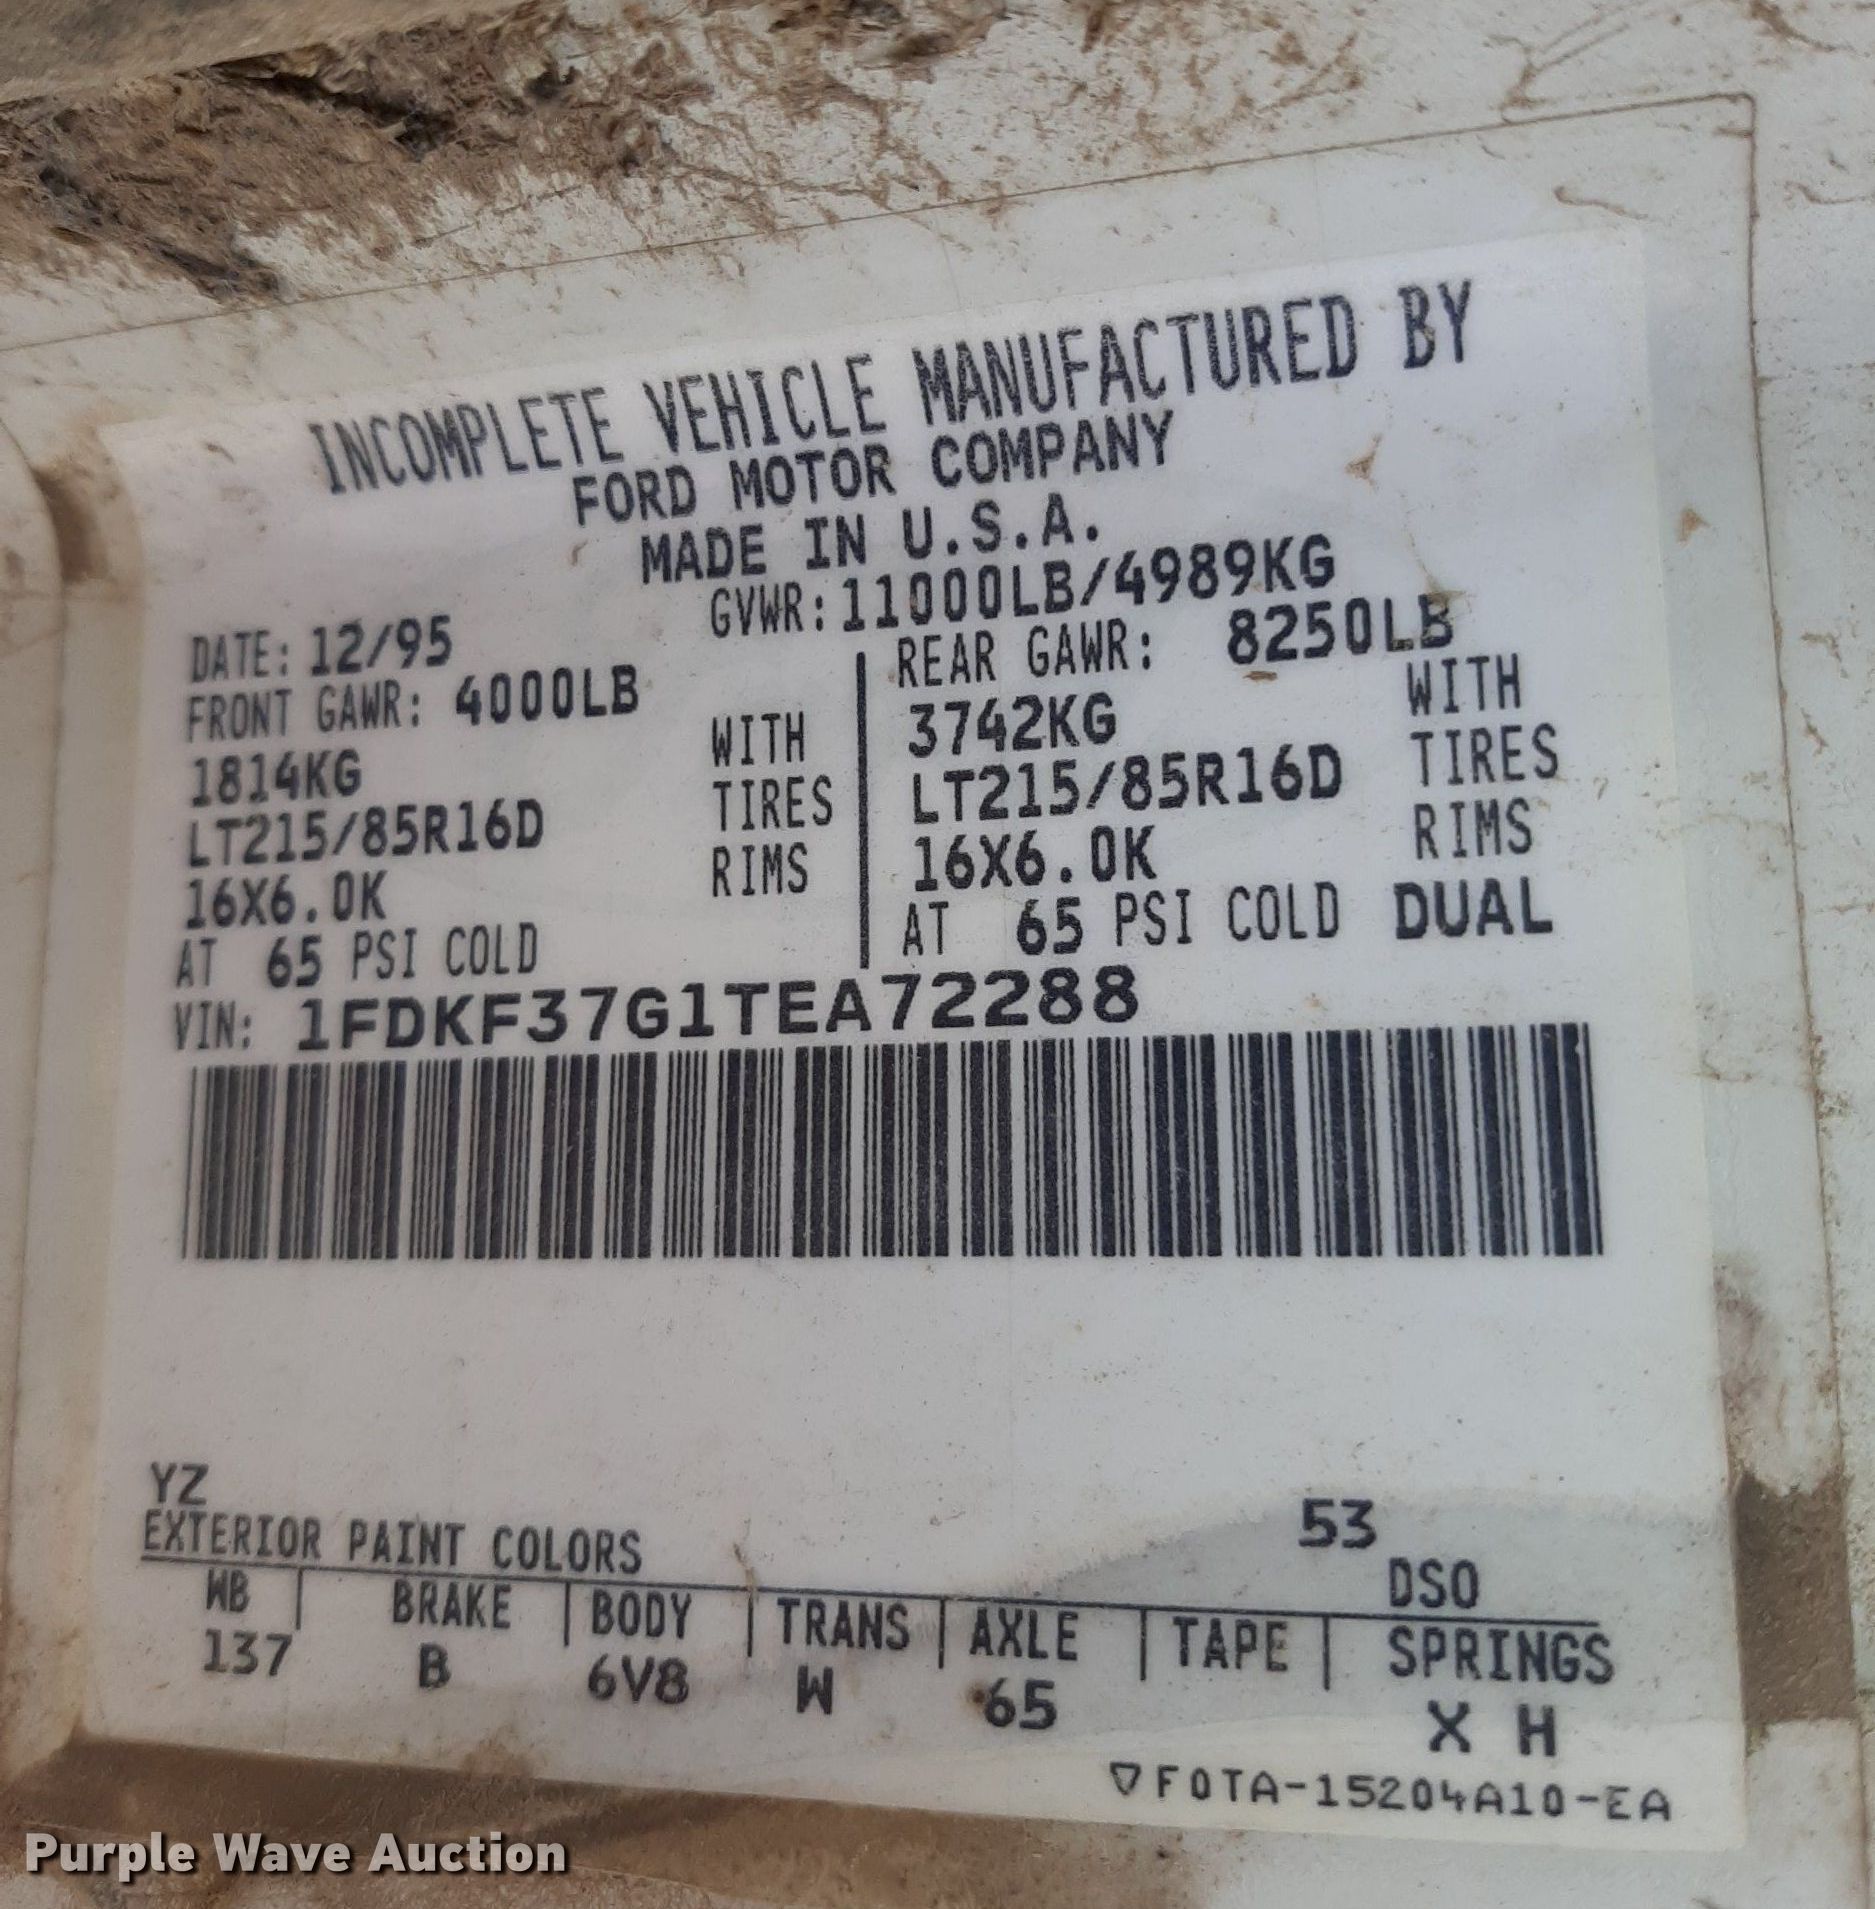 INCOMPLETE VEHICLE MANUFACTURED BY
FORD MOTOR COMPANY
MADE IN U.S.A.
DATE: 12/95 GVWR: 11000LB/4989KG
FRONT GAWR: 4000LB
1814KG WITH
LT215/85R16D TIRES
16X6.0K RIMS
AT 65 PSI COLD
REAR GAWR: 8250LB
3742KG WITH
LT215/85R16D TIRES
16X6.0K RIMS
AT 65 PSI COLD DUAL
VIN: 1FDKF37G1TEA72288
YZ
EXTERIOR PAINT COLORS
53
DSO
WB | BRAKE | BODY | TRANS | AXLE | TAPE | SPRINGS
137 B 6V8 W 65 X H
▽F0TA-15204A10-EA
Purple Wave Auction